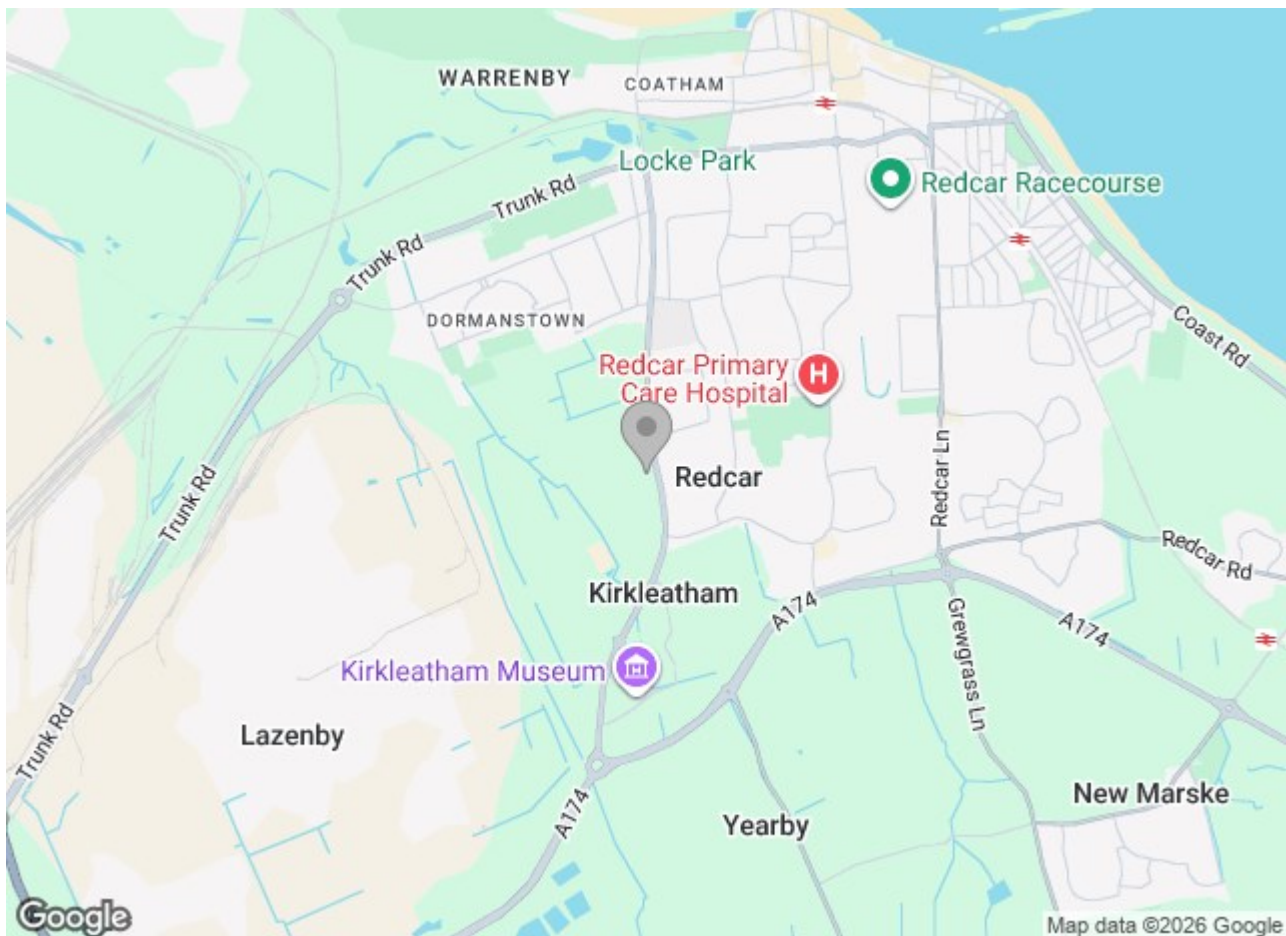 WARRENBY
COATHAM
Locke Park
Redcar Racecourse
Trunk Rd
Trunk Rd
DORMANSTOWN
Coast Rd
Redcar Primary
Care Hospital
H
Redcar
Redcar Ln
Trunk Rd
Redcar Rd
Kirkleatham
A174
A174
Grewgrass Ln
Kirkleatham Museum
Lazenby
Trunk Rd
New Marske
A174
Yearby
Google
Map data ©2026 Google